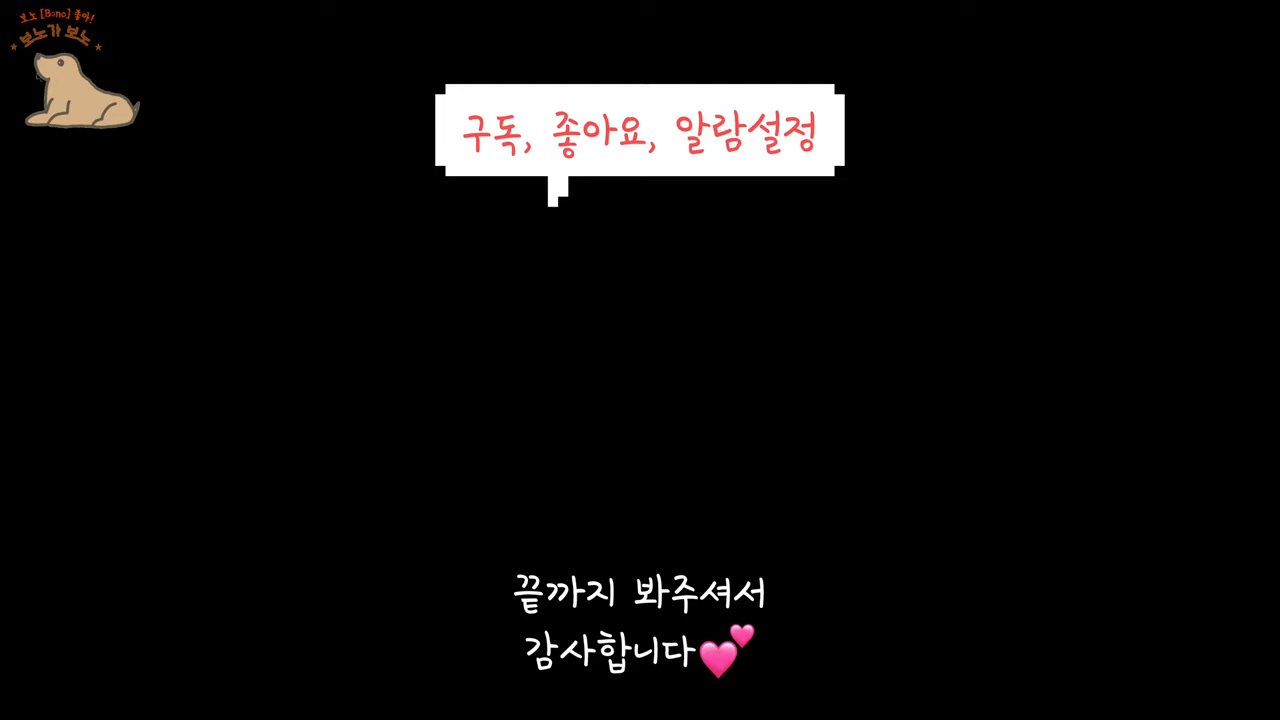 보노 [Bono] 좋아!
보노가 보노
구독, 좋아요, 알람설정
끝까지 봐주셔서
감사합니다💕